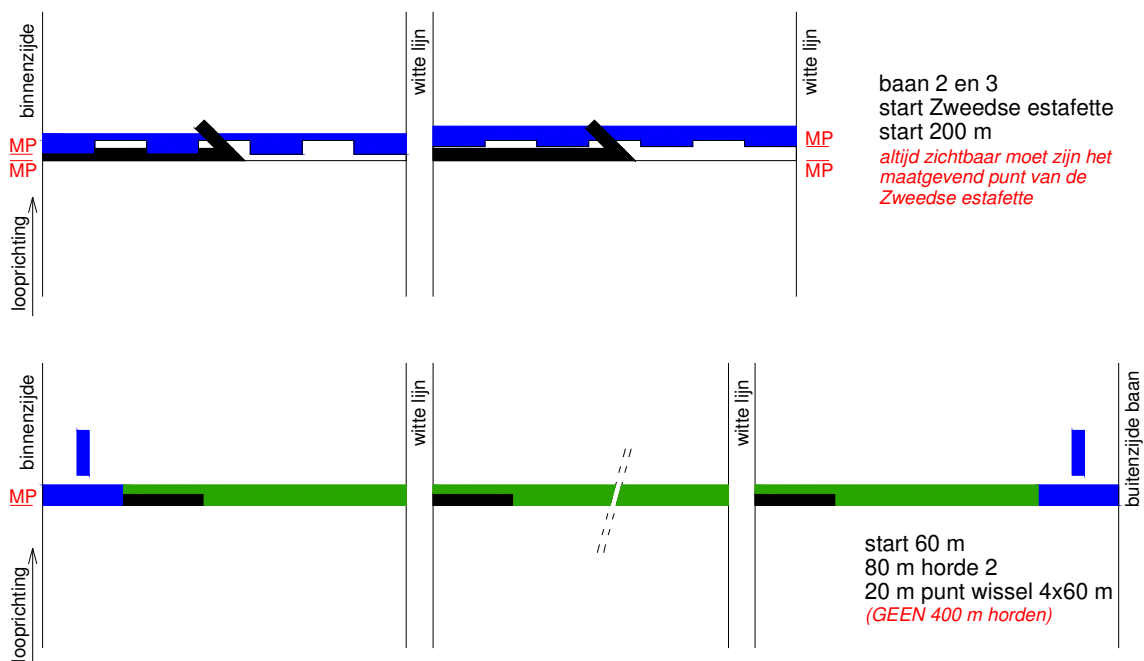 binnenzijde
witte lijn
witte lijn
MP
MP
MP
MP
looprichting
baan 2 en 3
start Zweedse estafette
start 200 m
altijd zichtbaar moet zijn het
maatgevend punt van de
Zweedse estafette
binnenzijde
witte lijn
witte lijn
buitenzijde baan
MP
looprichting
start 60 m
80 m horde 2
20 m punt wissel 4x60 m
(GEEN 400 m horden)